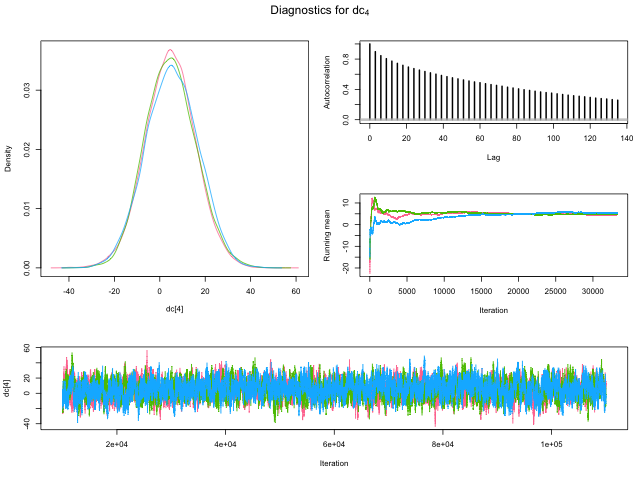 Diagnostics for dc4
Density
0.00 0.01 0.02 0.03
-40 -20 0 20 40 60
dc[4]
Autocorrelation
0.0 0.4 0.8
0 20 40 60 80 100 120 140
Lag
Running mean
-20 -10 0 10
0 5000 10000 15000 20000 25000 30000
Iteration
dc[4]
-40 0 20 40 60
2e+04 4e+04 6e+04 8e+04 1e+05
Iteration